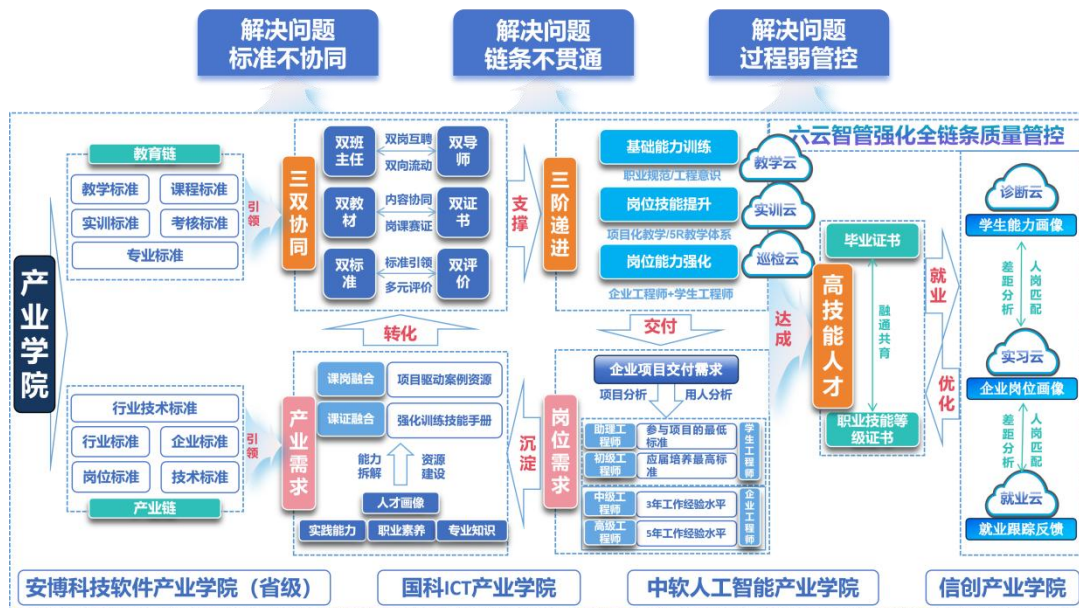 解决问题
标准不协同
解决问题
链条不贯通
解决问题
过程弱管控
六云智管强化全链条质量管控
产业学院
教育链
教学标准
课程标准
实训标准
考核标准
专业标准
引领
行业技术标准
行业标准
企业标准
岗位标准
技术标准
产业链
引领
三双协同
双班
主任
双岗互聘
双向流动
双导
师
双教
材
内容协同
岗课赛证
双证
书
双标
准
标准引领
多元评价
双评
价
转化
产业需求
课岗融合
项目驱动案例资源
课证融合
强化训练技能手册
能力
拆解
资源
建设
人才画像
实践能力
职业素养
专业知识
支撑
三阶递进
基础能力训练
职业规范/工程意识
岗位技能提升
项目化教学/5R教学体系
岗位能力强化
企业工程师+学生工程师
教学云
实训云
巡检云
交付
沉淀
岗位需求
企业项目交付需求
项目分析
用人分析
助理工
程师
参与项目的最低
标准
初级工
程师
应届培养最高标
准
学生工程师
中级工
程师
3年工作经验水平
高级工
程师
5年工作经验水平
企业工程师
达成
高技能人才
毕业证书
融通共育
职业技能等
级证书
就业
优化
诊断云
学生能力画像
差距分析
人岗匹配
实习云
企业岗位画像
差距分析
人岗匹配
就业云
就业跟踪反馈
安博科技软件产业学院（省级）
国科ICT产业学院
中软人工智能产业学院
信创产业学院